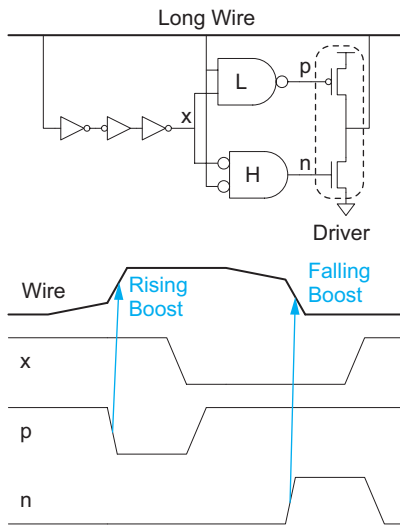 Long Wire
L
p
x
H
n
Driver
Wire
Rising
Boost
Falling
Boost
x
p
n